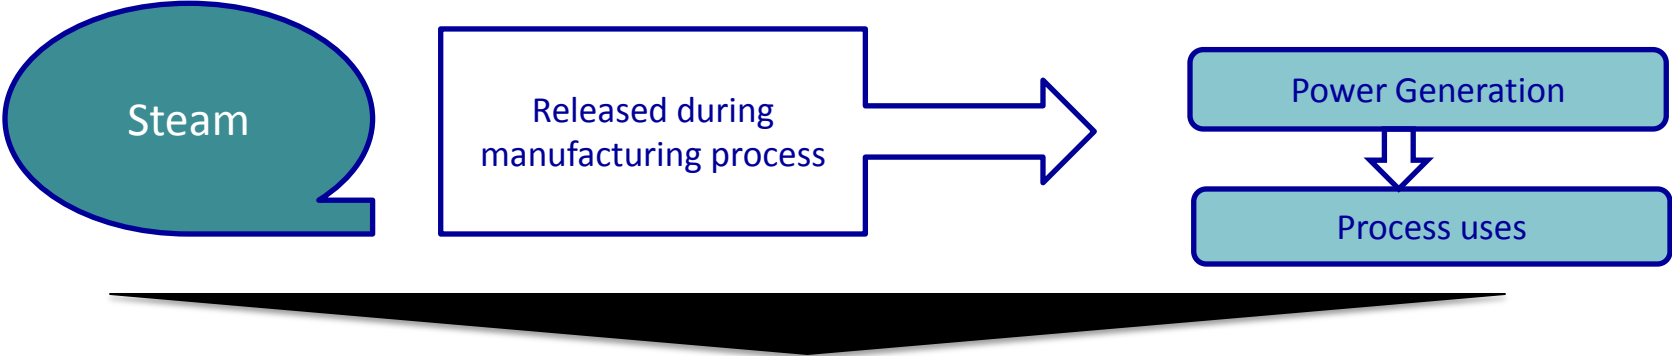 Steam
Released during
manufacturing process
Power Generation
Process uses